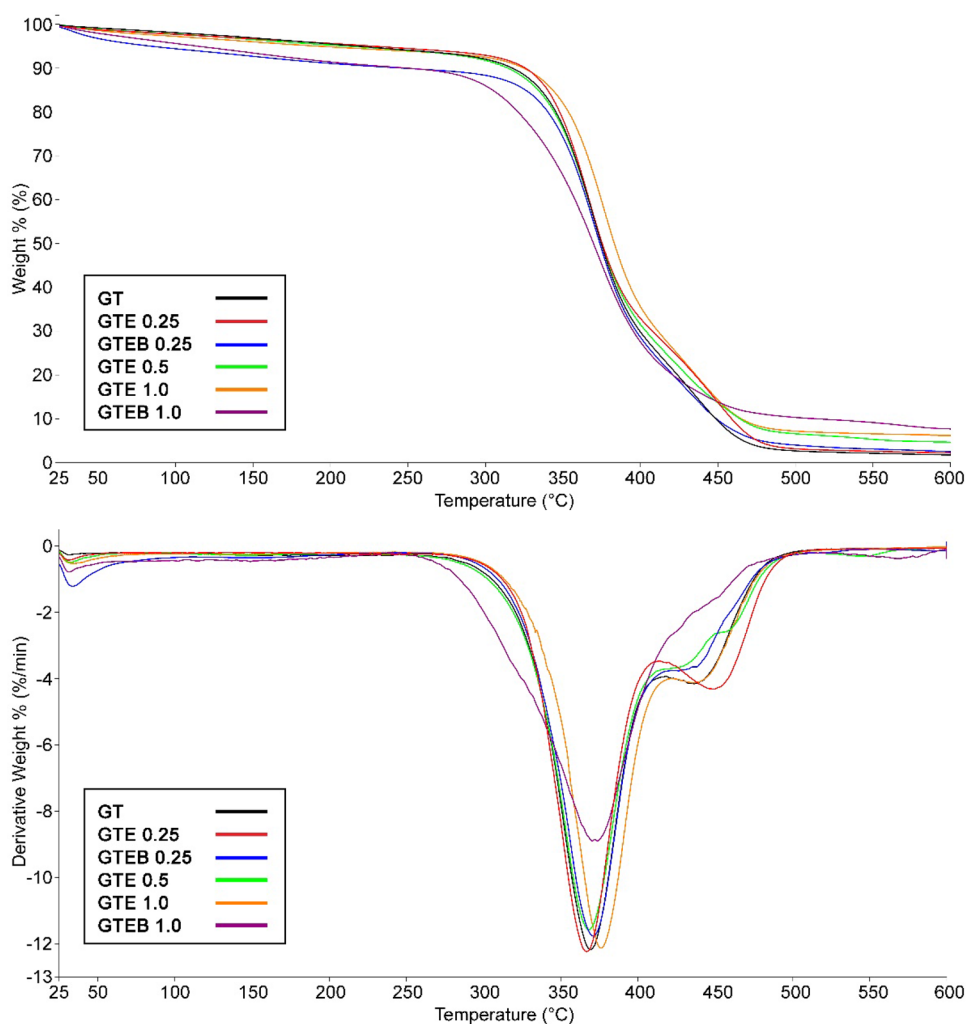 100
90
80
70
60
50
40
30
20
10
0
Weight % (%)
GT
GTE 0.25
GTEB 0.25
GTE 0.5
GTE 1.0
GTEB 1.0
25 50 100 150 200 250 300 350 400 450 500 550 600
Temperature (°C)
0
-2
-4
-6
-8
-10
-12
-13
Derivative Weight % (%/min)
GT
GTE 0.25
GTEB 0.25
GTE 0.5
GTE 1.0
GTEB 1.0
25 50 100 150 200 250 300 350 400 450 500 550 600
Temperature (°C)